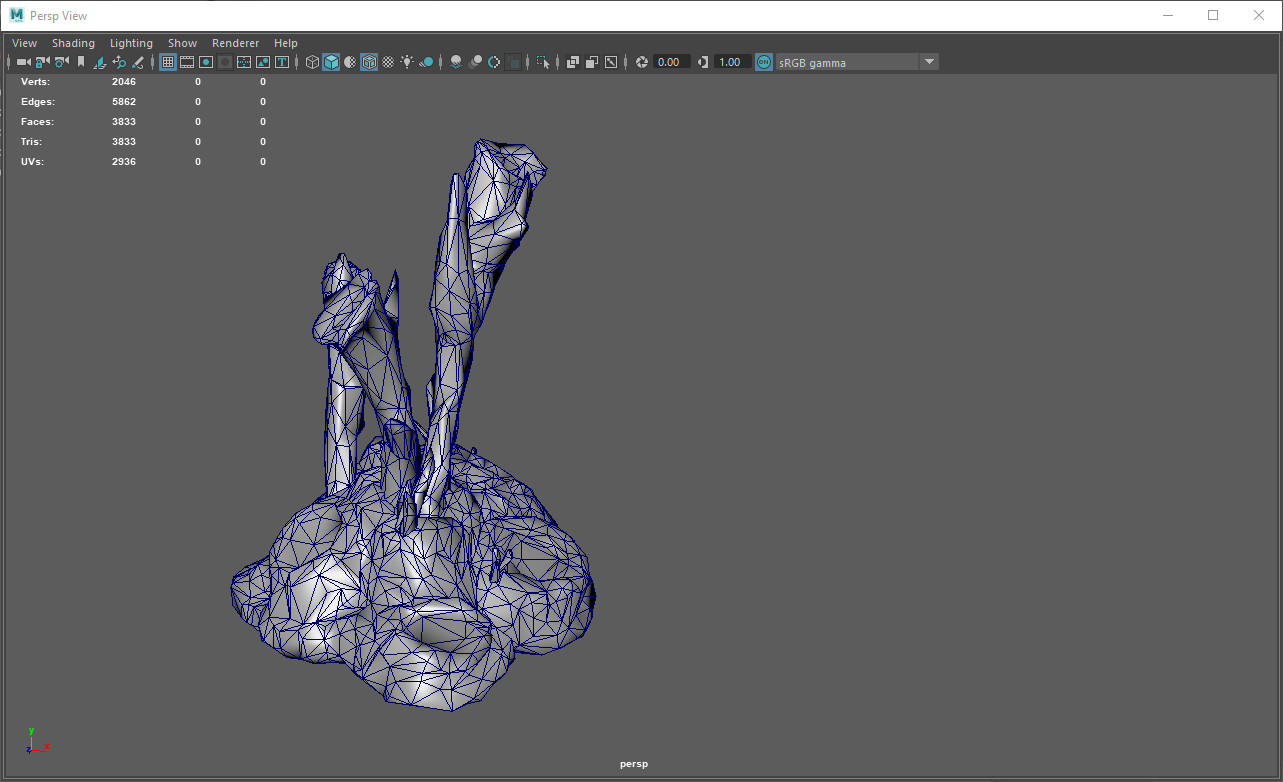 Persp View
View Shading Lighting Show Renderer Help
0.00 1.00 ON sRGB gamma
Verts: 2046 0 0
Edges: 5862 0 0
Faces: 3833 0 0
Tris: 3833 0 0
UVs: 2936 0 0
y
z x
persp